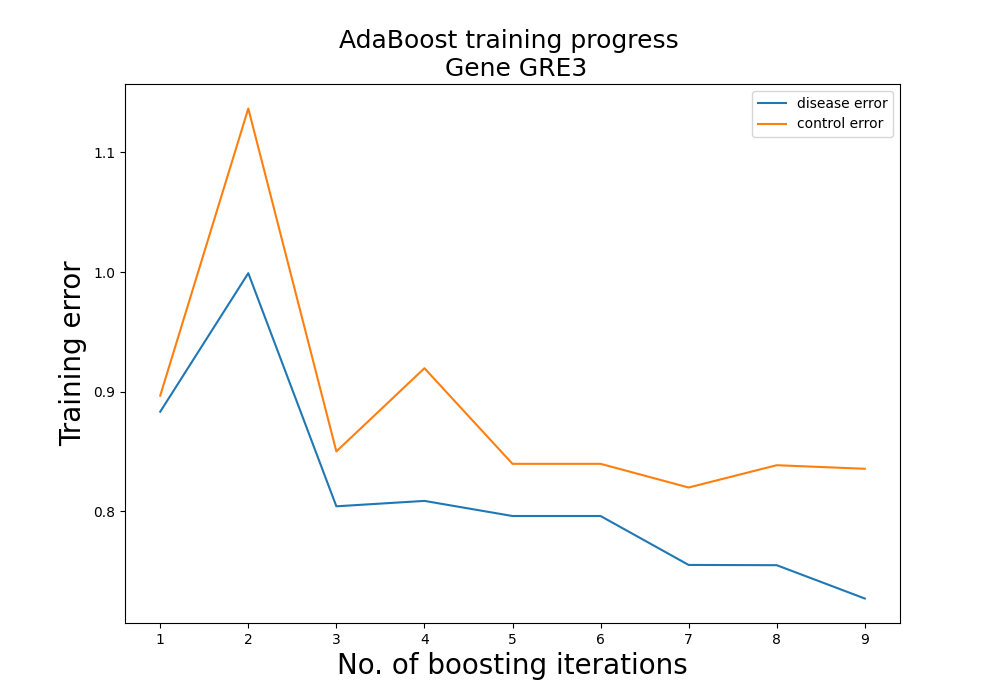 AdaBoost training progress
Gene GRE3
disease error
control error
Training error
1.1
1.0
0.9
0.8
1 2 3 4 5 6 7 8 9
No. of boosting iterations